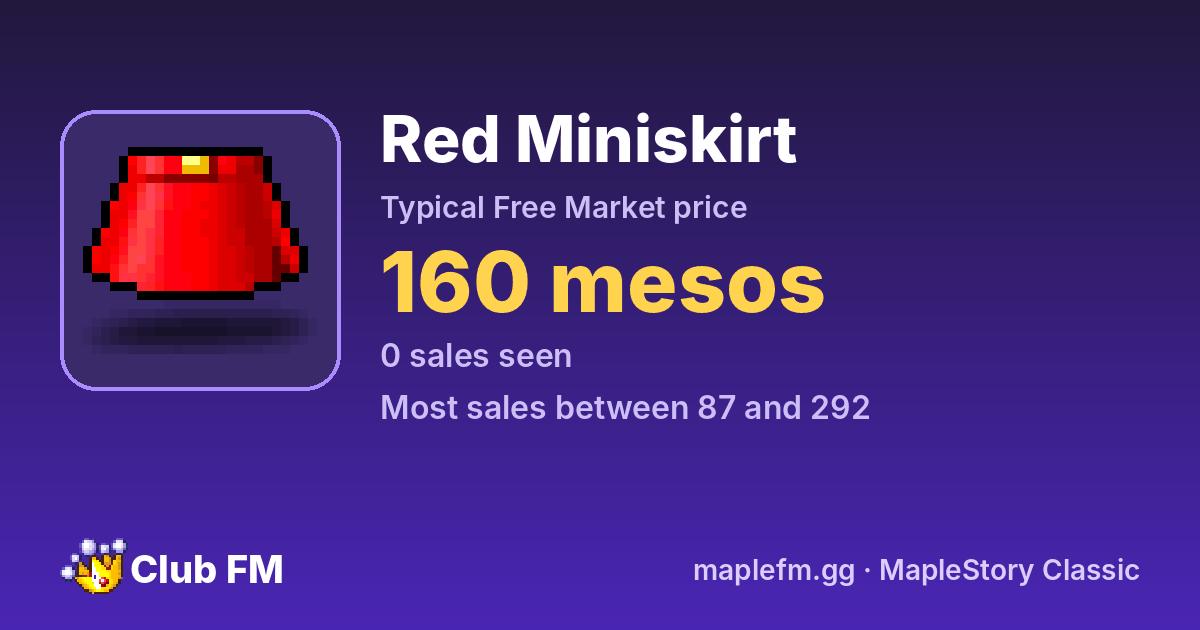 Red Miniskirt
Typical Free Market price
160 mesos
0 sales seen
Most sales between 87 and 292
Club FM
maplefm.gg · MapleStory Classic